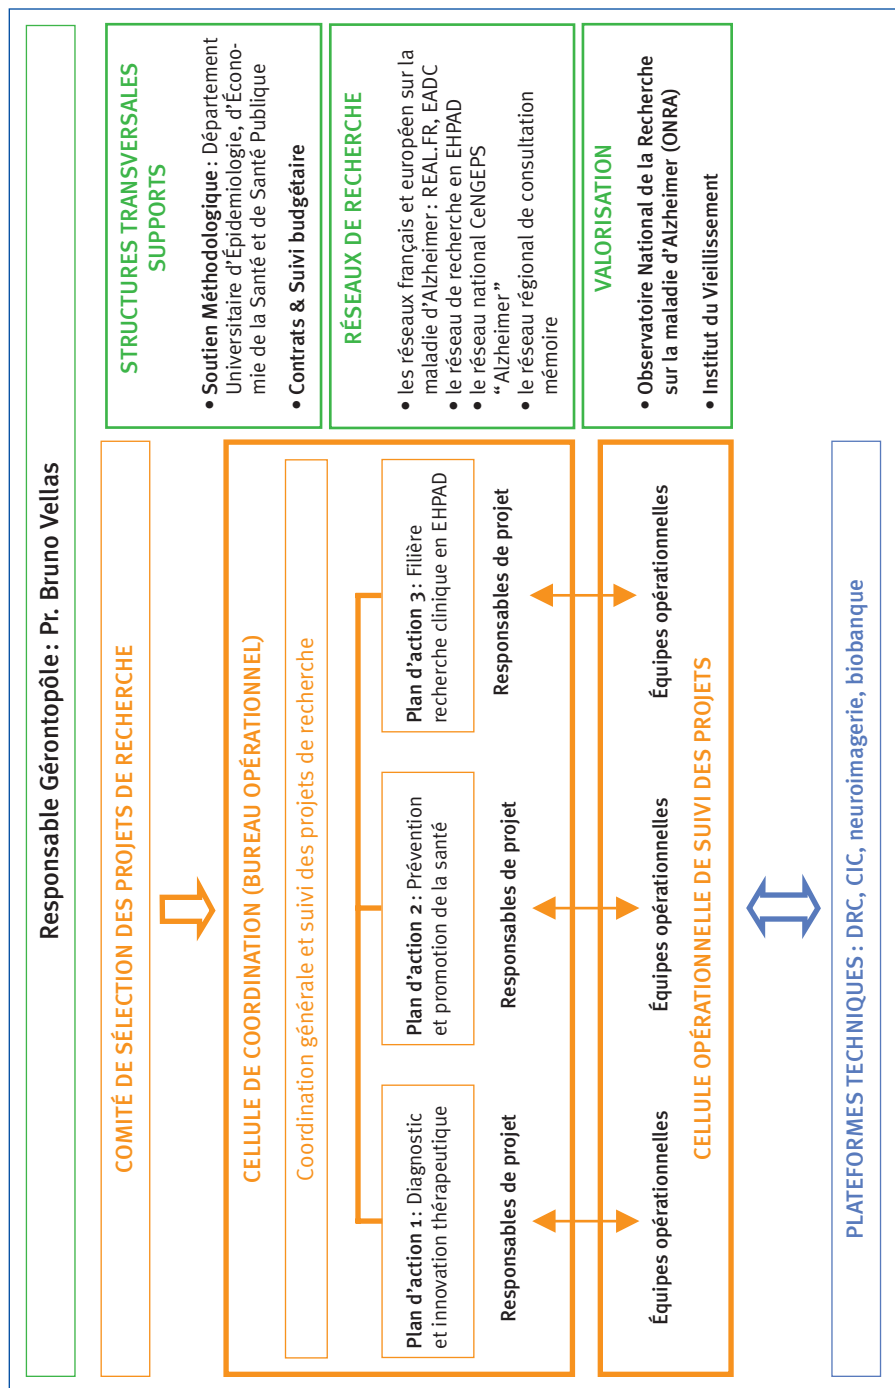 Responsable Gérontopôle : Pr. Bruno Vellas
COMITÉ DE SÉLECTION DES PROJETS DE RECHERCHE
CELLULE DE COORDINATION (BUREAU OPÉRATIONNEL)
Coordination générale et suivi des projets de recherche
Plan d'action 1 : Diagnostic
et innovation thérapeutique
Responsables de projet
Plan d'action 2 : Prévention
et promotion de la santé
Responsables de projet
Plan d'action 3 : Filière
recherche clinique en EHPAD
Responsables de projet
Équipes opérationnelles
Équipes opérationnelles
Équipes opérationnelles
CELLULE OPÉRATIONNELLE DE SUIVI DES PROJETS
PLATEFORMES TECHNIQUES : DRC, CIC, neuroimagerie, biobanque
STRUCTURES TRANSVERSALES
SUPPORTS
• Soutien Méthodologique : Département
Universitaire d'Épidemiologie, d'Écono-
mie de la Santé et de Santé Publique
• Contrats & Suivi budgétaire
RÉSEAUX DE RECHERCHE
• les réseaux français et européen sur la
maladie d'Alzheimer : REAL.FR, EADC
• le réseau de recherche en EHPAD
• le réseau national CeNGEPS
“Alzheimer”
• le réseau régional de consultation
mémoire
VALORISATION
• Observatoire National de la Recherche
sur la maladie d'Alzheimer (ONRA)
• Institut du Vieillissement